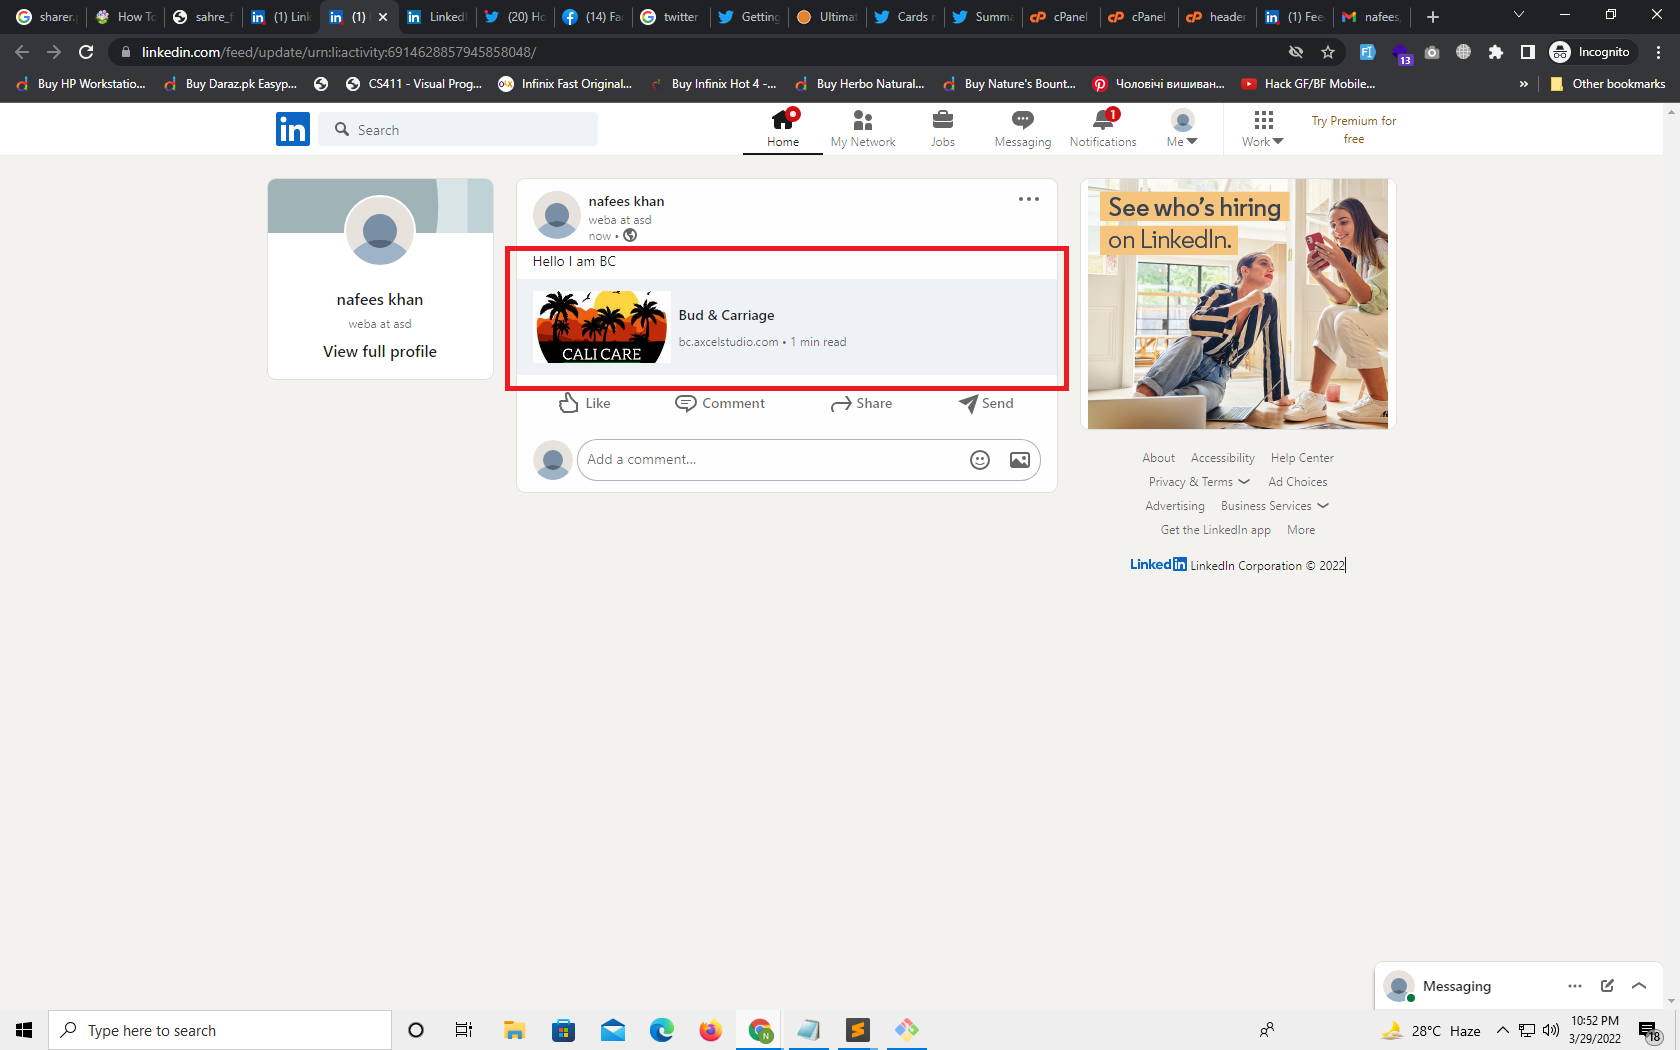 sharer.
How To
sahre_f
(1) Link
(1)
LinkedI
(20) Ho
(14) Fac
twitter
Getting
Ultimat
Cards
Summa
cPanel
cPanel
header
(1) Fee
nafees
linkedin.com/feed/update/urn:li:activity:6914628857945858048/
13
Incognito
Buy HP Workstatio...
Buy Daraz.pk Easyp...
CS411 - Visual Prog...
Infinix Fast Original...
Buy Infinix Hot 4 -...
Buy Herbo Natural...
Buy Nature's Bount...
Чоловічі вишиван...
Hack GF/BF Mobile...
»
Other bookmarks
in
Search
Home
My Network
Jobs
Messaging
1
Notifications
Me
Work
Try Premium for
free
nafees khan
weba at asd
View full profile
nafees khan
weba at asd
now •
Hello I am BC
CALI CARE
Bud & Carriage
bc.axcelstudio.com • 1 min read
Like
Comment
Share
Send
Add a comment...
See who's hiring
on LinkedIn.
About Accessibility Help Center
Privacy & Terms Ad Choices
Advertising Business Services
Get the LinkedIn app More
LinkedIn LinkedIn Corporation © 2022
Messaging
Type here to search
N
28°C Haze
10:52 PM
3/29/2022
18